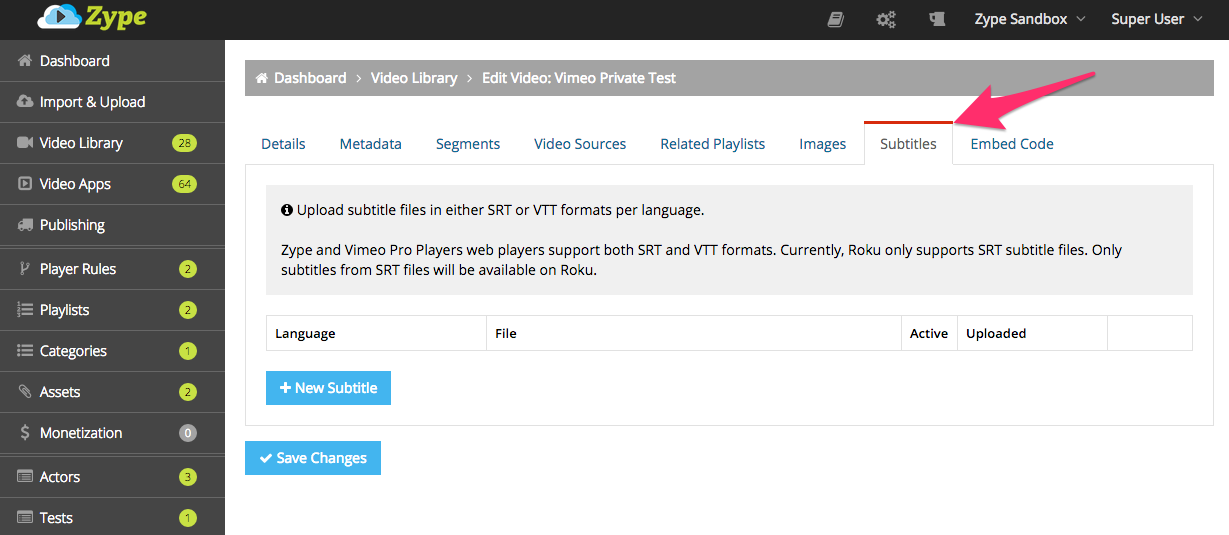 Zype
Zype Sandbox
Super User
Dashboard
Import & Upload
Video Library 28
Video Apps 64
Publishing
Player Rules 2
Playlists 2
Categories 1
Assets 2
Monetization 0
Actors 3
Tests 1
Dashboard > Video Library > Edit Video: Vimeo Private Test
Details Metadata Segments Video Sources Related Playlists Images Subtitles Embed Code
Upload subtitle files in either SRT or VTT formats per language.
Zype and Vimeo Pro Players web players support both SRT and VTT formats. Currently, Roku only supports SRT subtitle files. Only
subtitles from SRT files will be available on Roku.
Language File Active Uploaded
+ New Subtitle
Save Changes